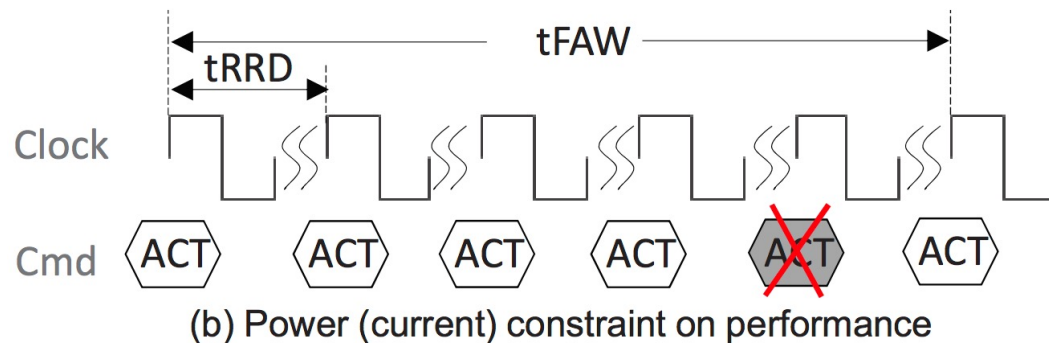 tFAW
tRRD
Clock
Cmd ACT ACT ACT ACT ACT ACT
(b) Power (current) constraint on performance